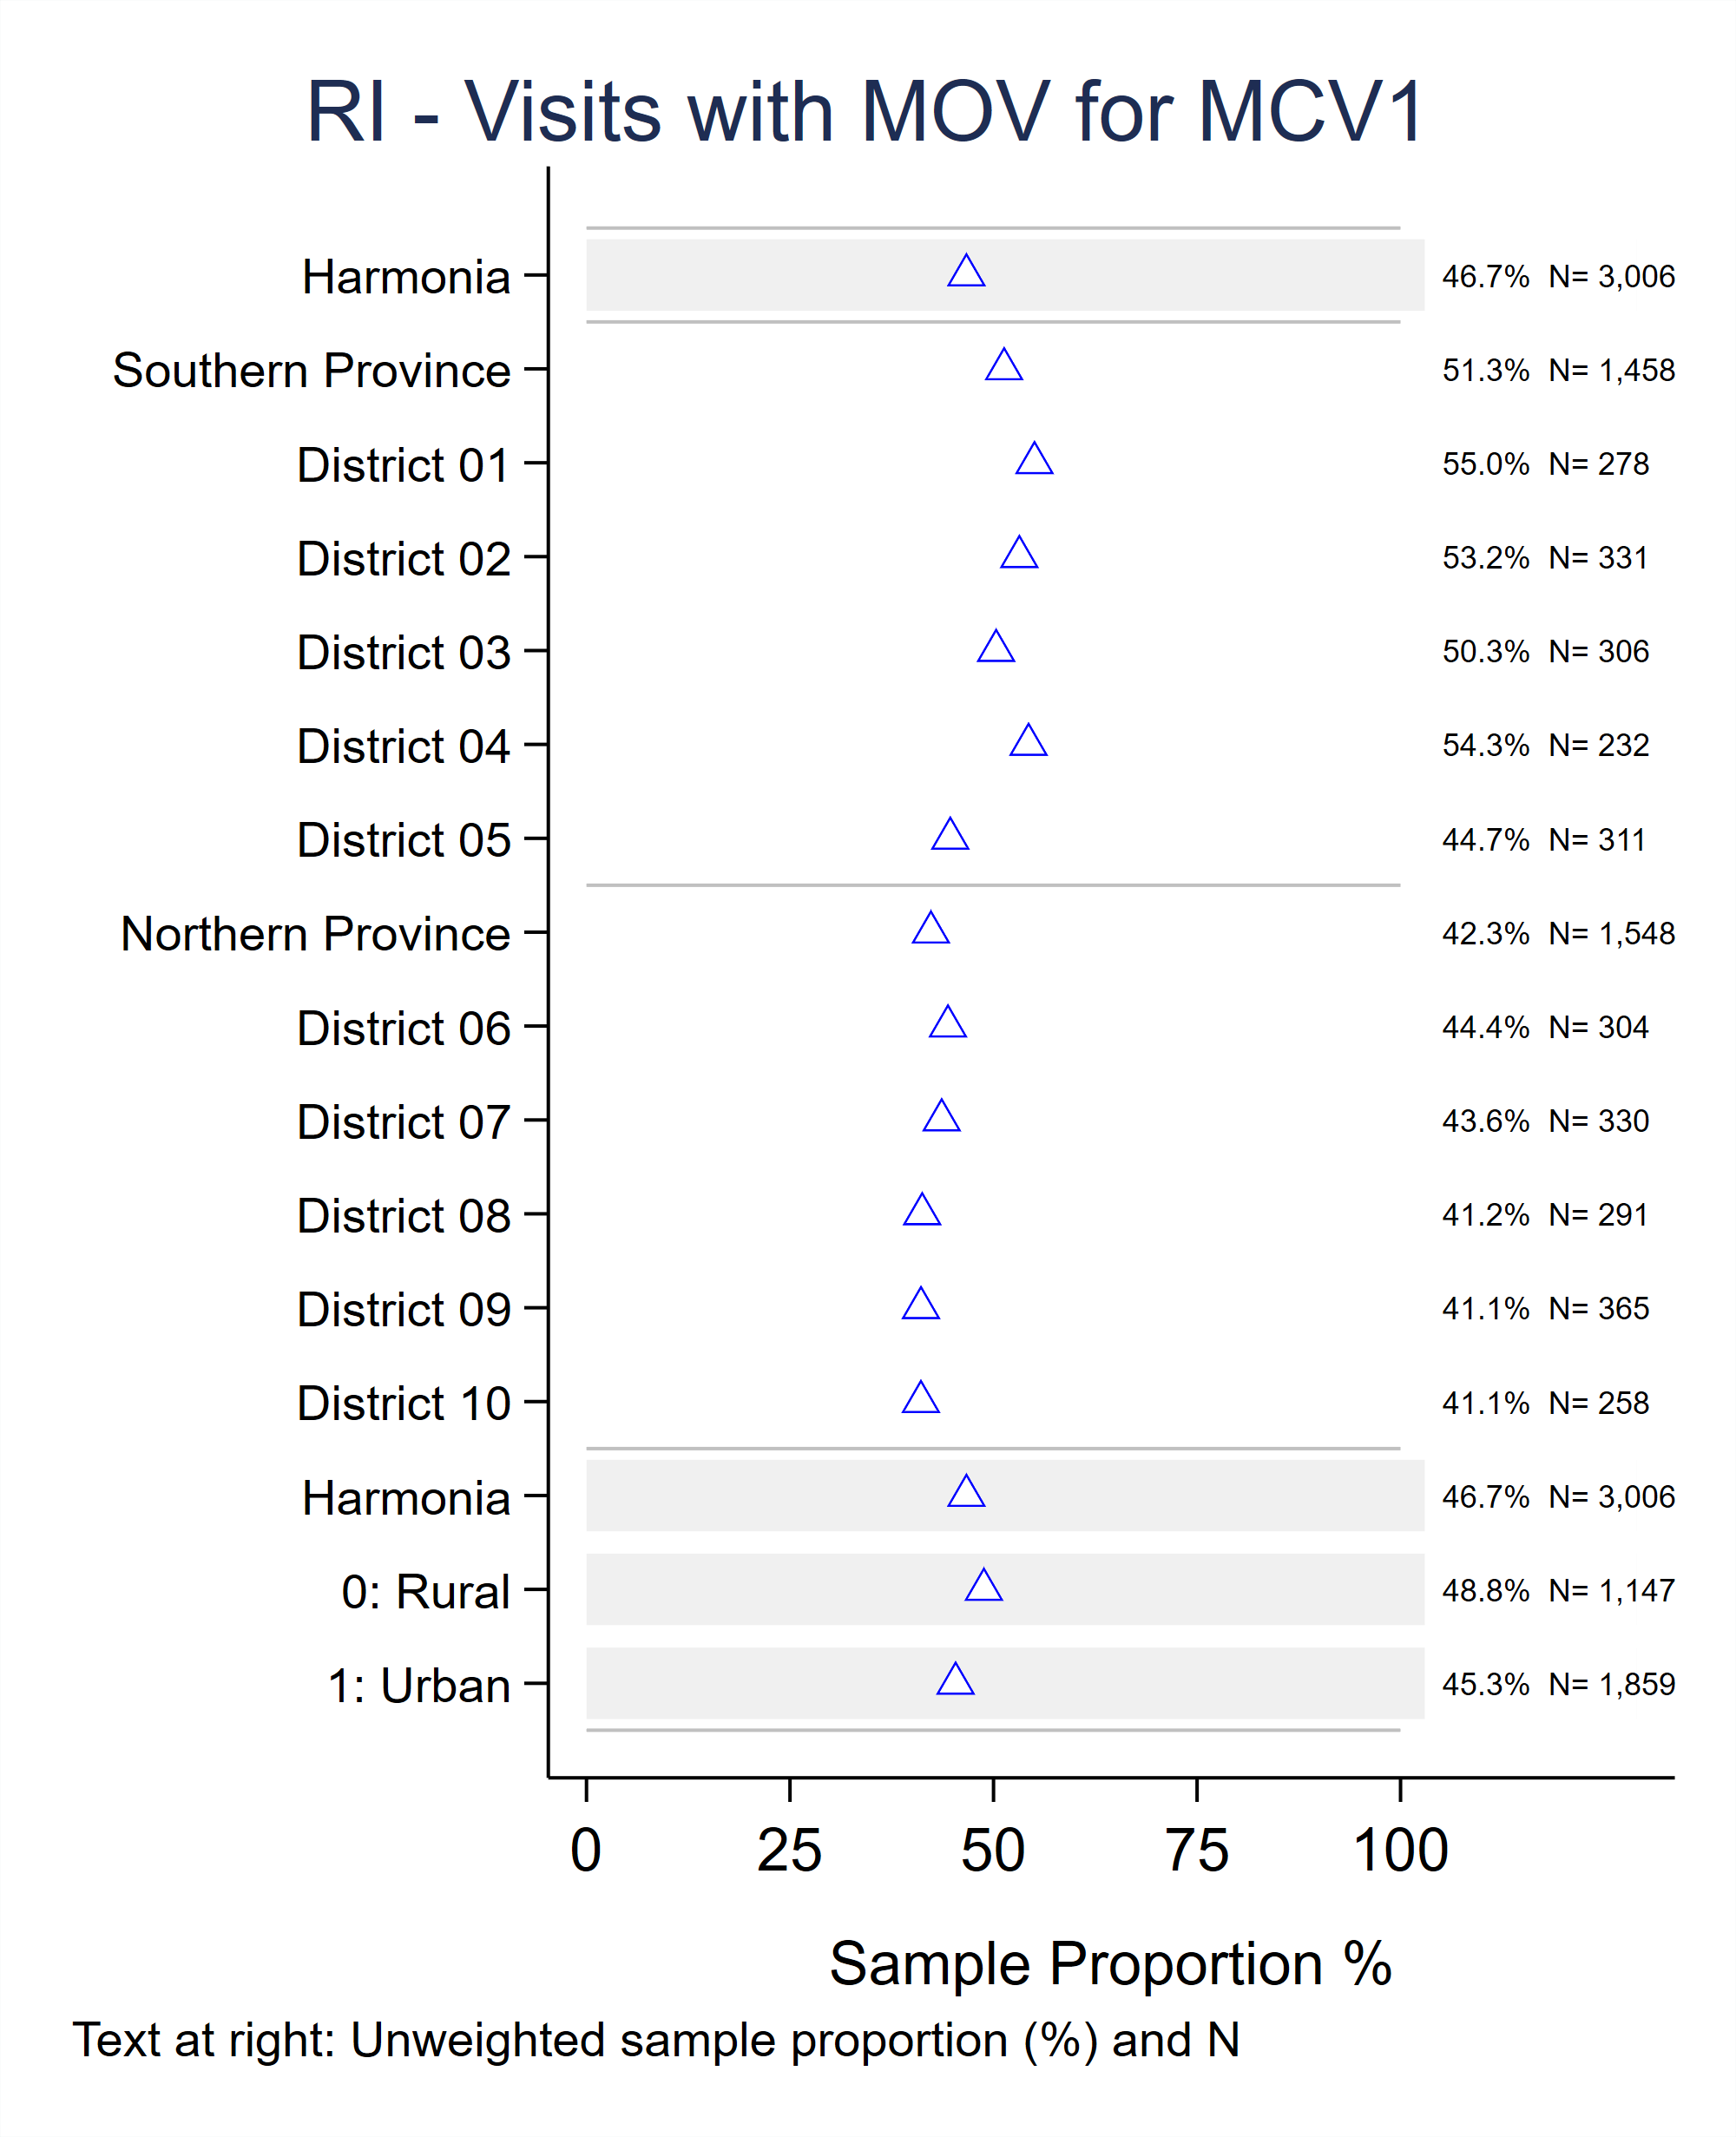 RI - Visits with MOV for MCV1
Harmonia 46.7% N= 3,006
Southern Province 51.3% N= 1,458
District 01 55.0% N= 278
District 02 53.2% N= 331
District 03 50.3% N= 306
District 04 54.3% N= 232
District 05 44.7% N= 311
Northern Province 42.3% N= 1,548
District 06 44.4% N= 304
District 07 43.6% N= 330
District 08 41.2% N= 291
District 09 41.1% N= 365
District 10 41.1% N= 258
Harmonia 46.7% N= 3,006
0: Rural 48.8% N= 1,147
1: Urban 45.3% N= 1,859
0 25 50 75 100
Sample Proportion %
Text at right: Unweighted sample proportion (%) and N